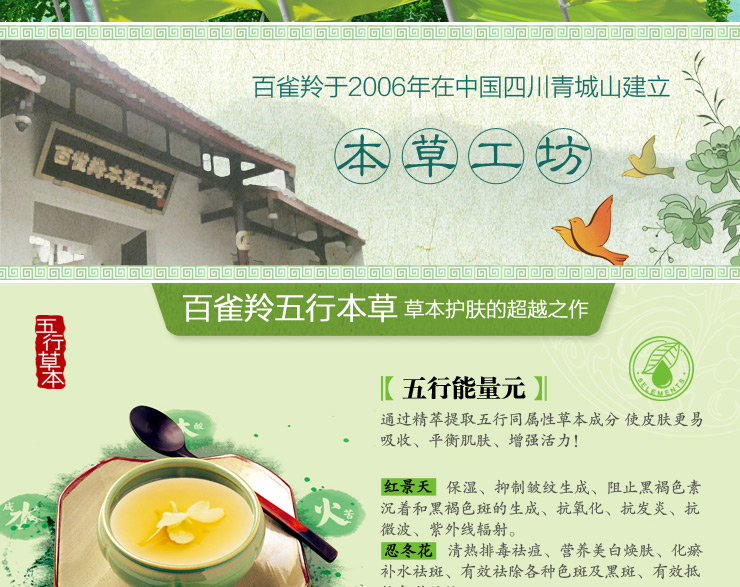 百雀羚于2006年在中国四川青城山建立
本草工坊
百雀羚本草工坊
百雀羚五行本草 草本护肤的超越之作
五行草本
5ELEMENTS
【五行能量元】
通过精萃提取五行同属性草本成分 使皮肤更易
吸收、平衡肌肤、增强活力!
木 酸
水 咸
火 苦
红景天 保湿、抑制皱纹生成、阻止黑褐色素
沉着和黑褐色斑的生成、抗氧化、抗发炎、抗
微波、紫外线辐射。
忍冬花 清热排毒祛痘、营养美白焕肤、化瘀
补水祛斑、有效祛除各种色斑及黑斑、有效抵